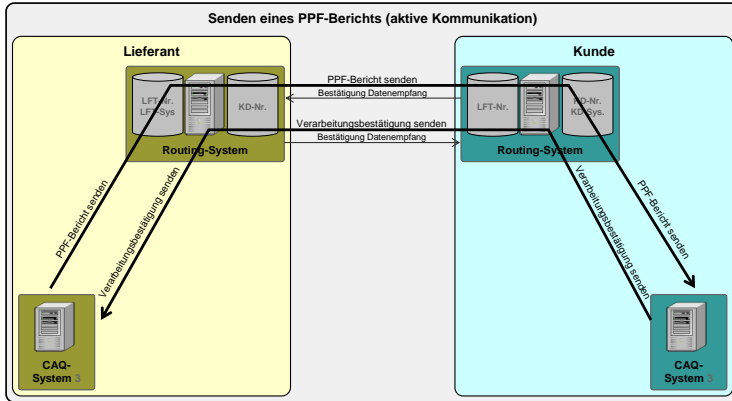 Senden eines PPF-Berichts (aktive Kommunikation)
Lieferant
Kunde
LFT-Nr.
LFT-Sys
KD-Nr.
Routing-System
PPF-Bericht senden
Bestätigung Datenempfang
Verarbeitungsbestätigung senden
Bestätigung Datenempfang
LFT-Nr.
KD-Nr.
KD-Sys.
Routing-System
PPF-Bericht senden
Verarbeitungsbestätigung senden
Verarbeitungsbestätigung senden
PPF-Bericht senden
CAQ-
System 3
CAQ-
System 3